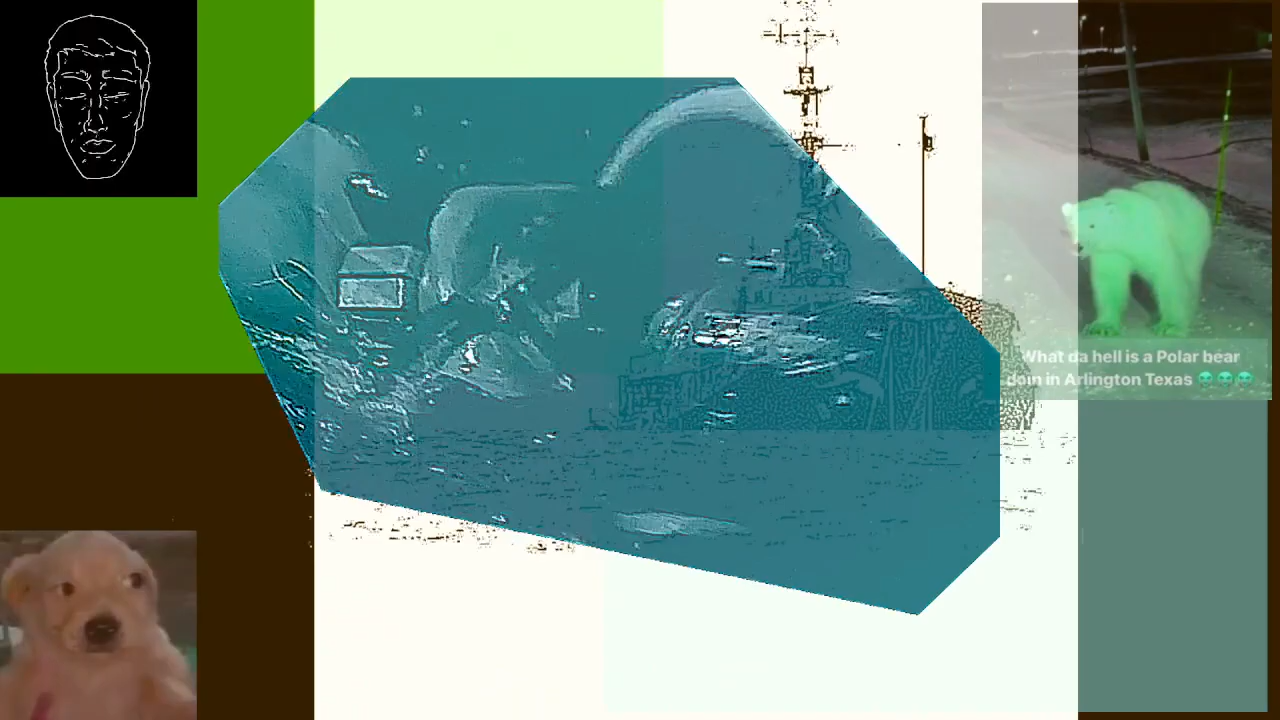 What da hell is a Polar bear
doin in Arlington Texas 💀💀💀